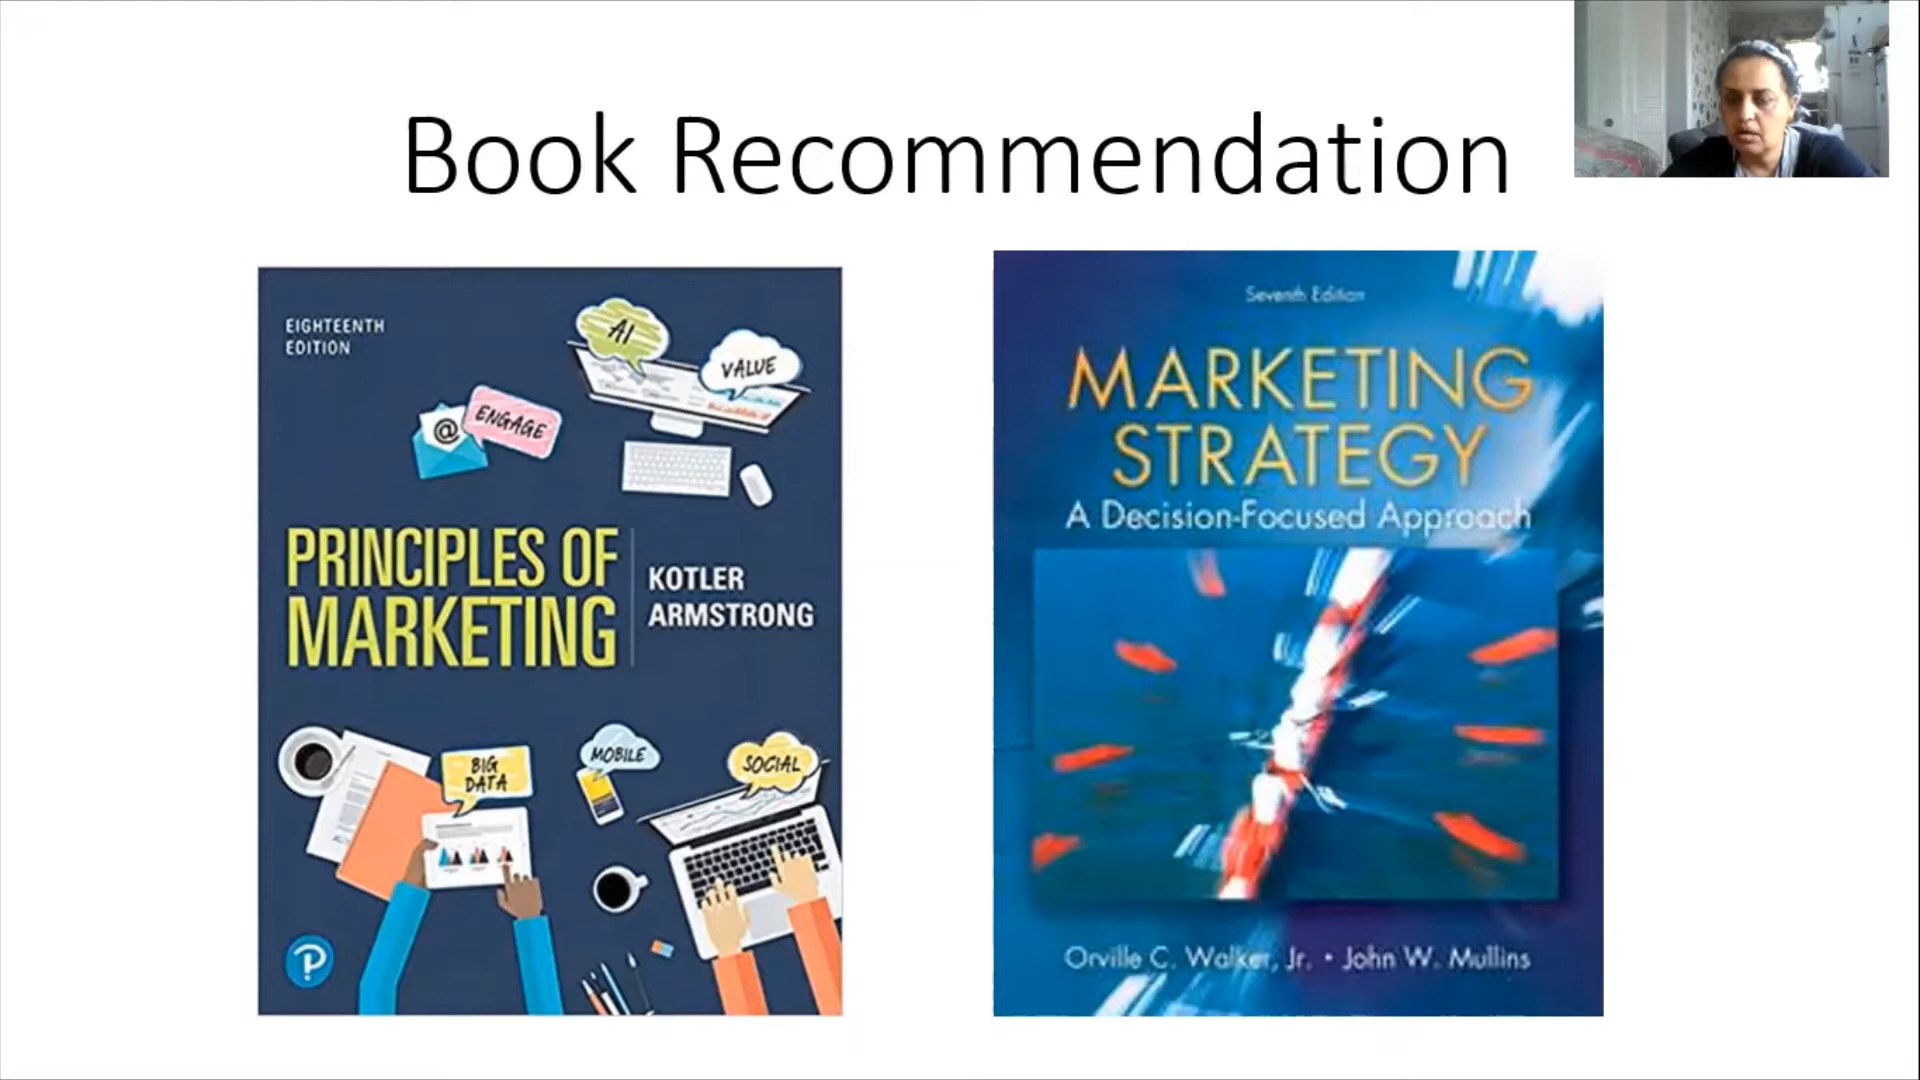 Book Recommendation
EIGHTEENTH
EDITION
AI
VALUE
@
ENGAGE
PRINCIPLES OF
MARKETING
KOTLER
ARMSTRONG
BIG
DATA
MOBILE
SOCIAL
P
Seventh Edition
MARKETING
STRATEGY
A Decision-Focused Approach
Orville C. Walker, Jr. • John W. Mullins